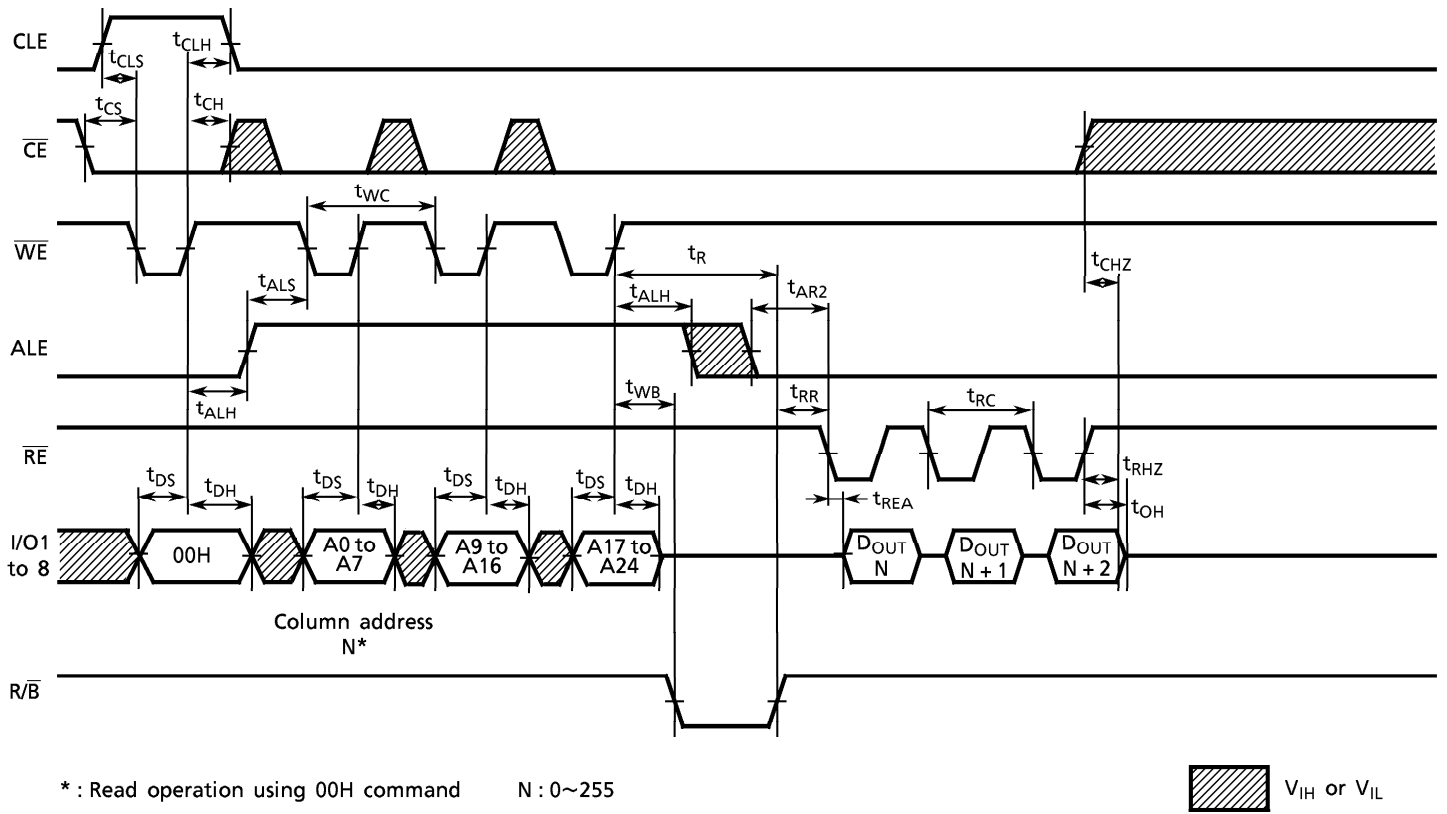 CLE
tCLS
tCLH
tCS
tCH
CE
tWC
WE
tR
tCHZ
tALS
tALH
tAR2
ALE
tALH
tWB
tRR
tRC
RE
tDS
tDH
tDS
tDH
tDS
tDH
tDS
tDH
tREA
tRHZ
tOH
I/O1
to 8
00H
A0 to
A7
A9 to
A16
A17 to
A24
DOUT
N
DOUT
N + 1
DOUT
N + 2
Column address
N*
R/B
* : Read operation using 00H command N : 0~255
VIH or VIL